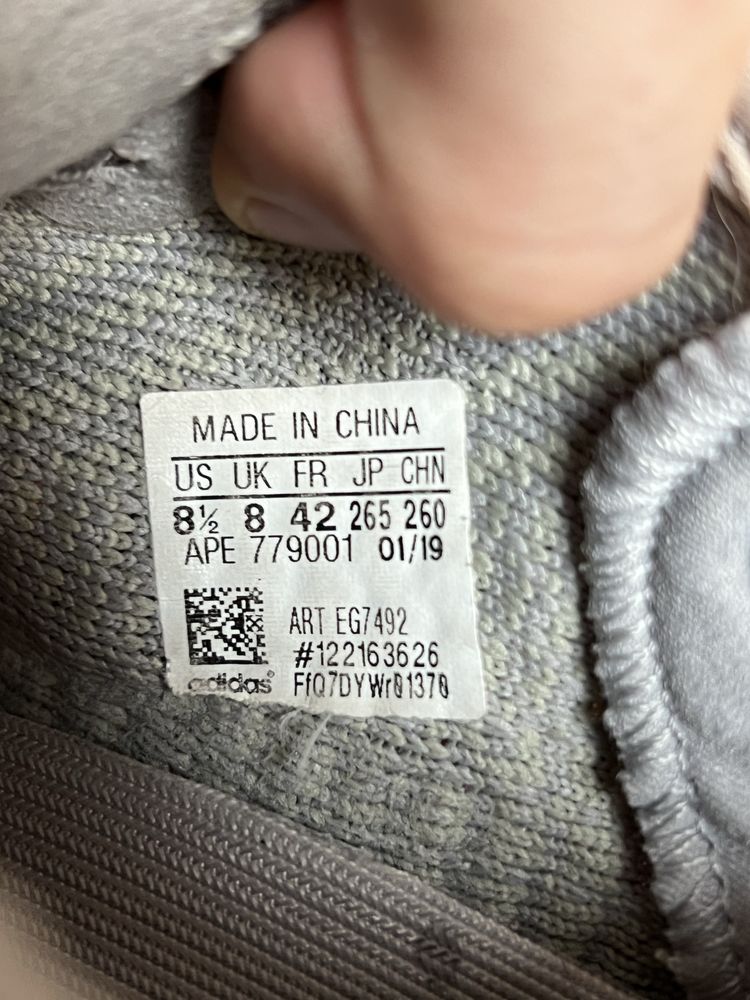 MADE IN CHINA
US UK FR JP CHN
8½ 8 42 265 260
APE 779001 01/19
ART EG7492
#122163626
adidas® FfQ7DYWr01370